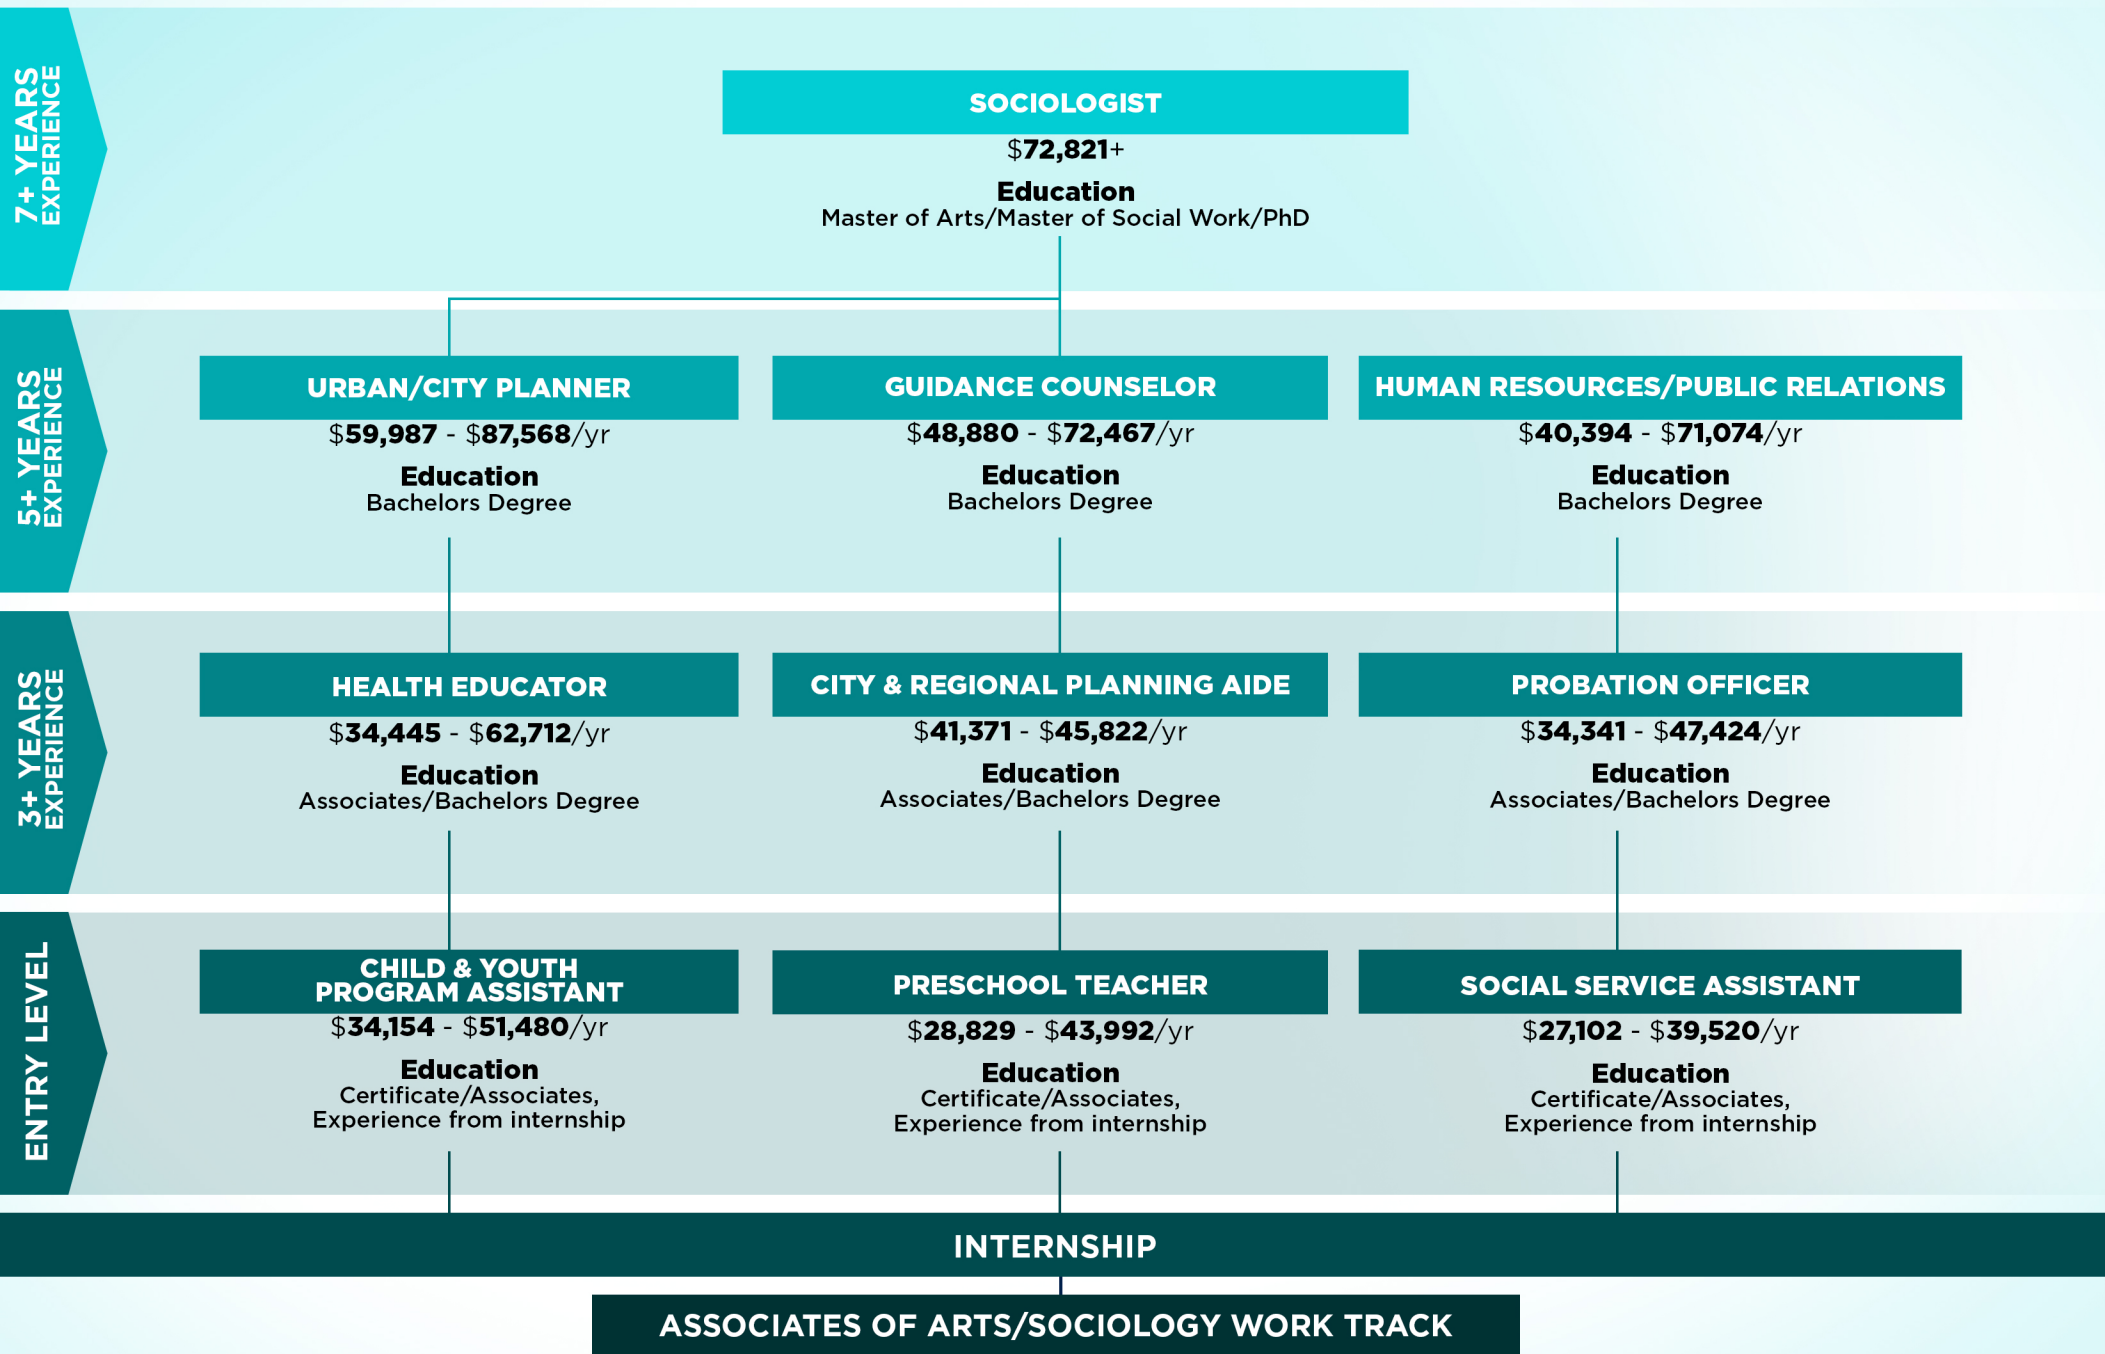 7+ YEARS
EXPERIENCE
SOCIOLOGIST
$72,821+
Education
Master of Arts/Master of Social Work/PhD
5+ YEARS
EXPERIENCE
URBAN/CITY PLANNER
$59,987 - $87,568/yr
Education
Bachelors Degree
GUIDANCE COUNSELOR
$48,880 - $72,467/yr
Education
Bachelors Degree
HUMAN RESOURCES/PUBLIC RELATIONS
$40,394 - $71,074/yr
Education
Bachelors Degree
3+ YEARS
EXPERIENCE
HEALTH EDUCATOR
$34,445 - $62,712/yr
Education
Associates/Bachelors Degree
CITY & REGIONAL PLANNING AIDE
$41,371 - $45,822/yr
Education
Associates/Bachelors Degree
PROBATION OFFICER
$34,341 - $47,424/yr
Education
Associates/Bachelors Degree
ENTRY LEVEL
CHILD & YOUTH
PROGRAM ASSISTANT
$34,154 - $51,480/yr
Education
Certificate/Associates,
Experience from internship
PRESCHOOL TEACHER
$28,829 - $43,992/yr
Education
Certificate/Associates,
Experience from internship
SOCIAL SERVICE ASSISTANT
$27,102 - $39,520/yr
Education
Certificate/Associates,
Experience from internship
INTERNSHIP
ASSOCIATES OF ARTS/SOCIOLOGY WORK TRACK